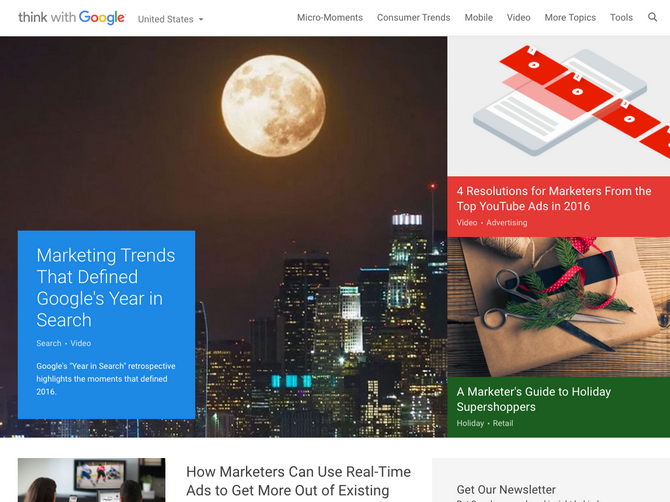 think with Google
United States
Micro-Moments
Consumer Trends
Mobile
Video
More Topics
Tools
Marketing Trends
That Defined
Google's Year in
Search
Search • Video
Google's "Year in Search" retrospective
highlights the moments that defined
2016.
4 Resolutions for Marketers From the
Top YouTube Ads in 2016
Video • Advertising
A Marketer's Guide to Holiday
Supershoppers
Holiday • Retail
How Marketers Can Use Real-Time
Ads to Get More Out of Existing
Get Our Newsletter